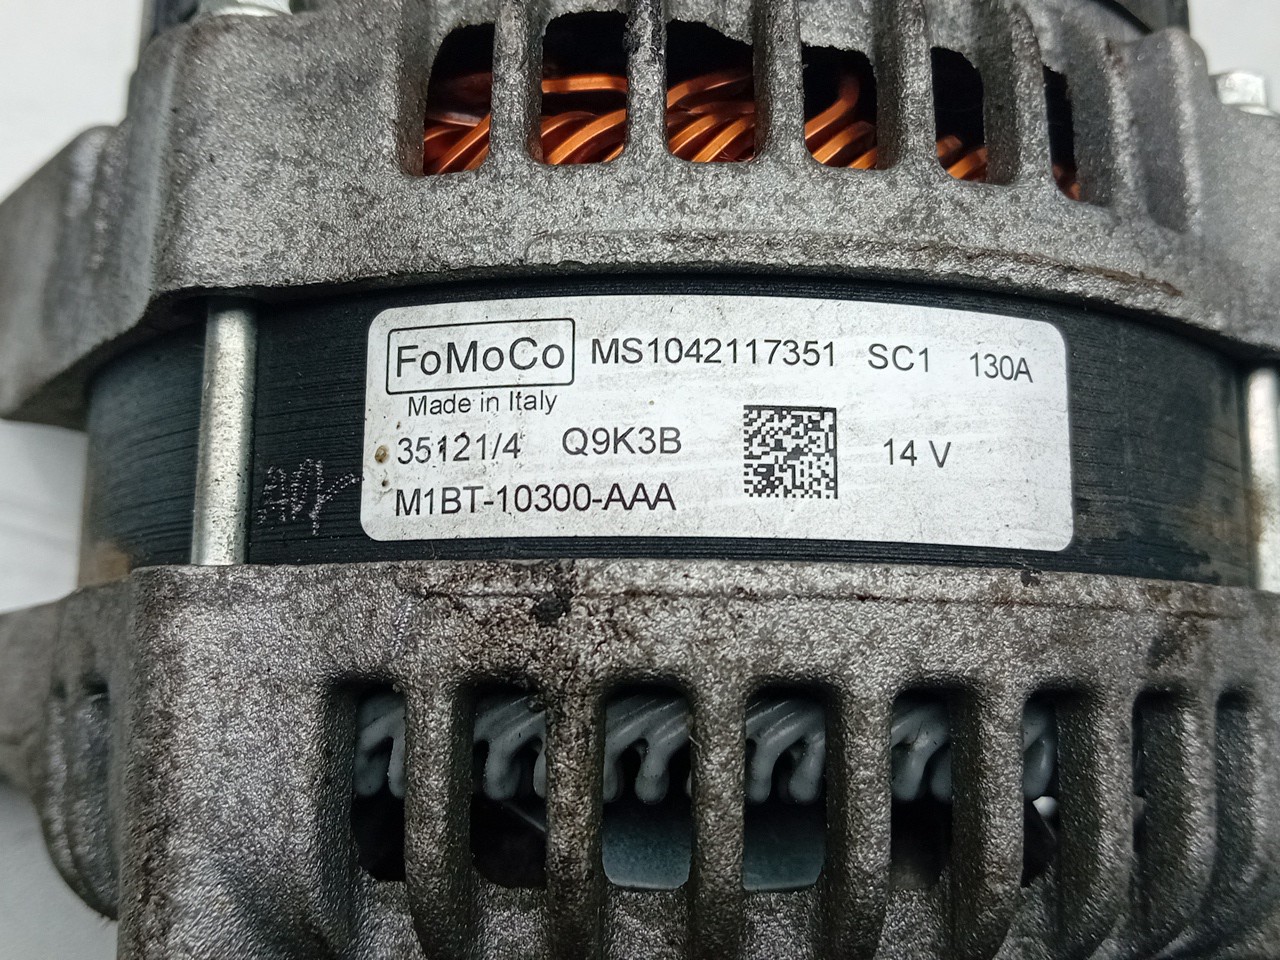 FoMoCo MS1042117351 SC1 130A
Made in Italy
35121/4 Q9K3B 14 V
M1BT-10300-AAA